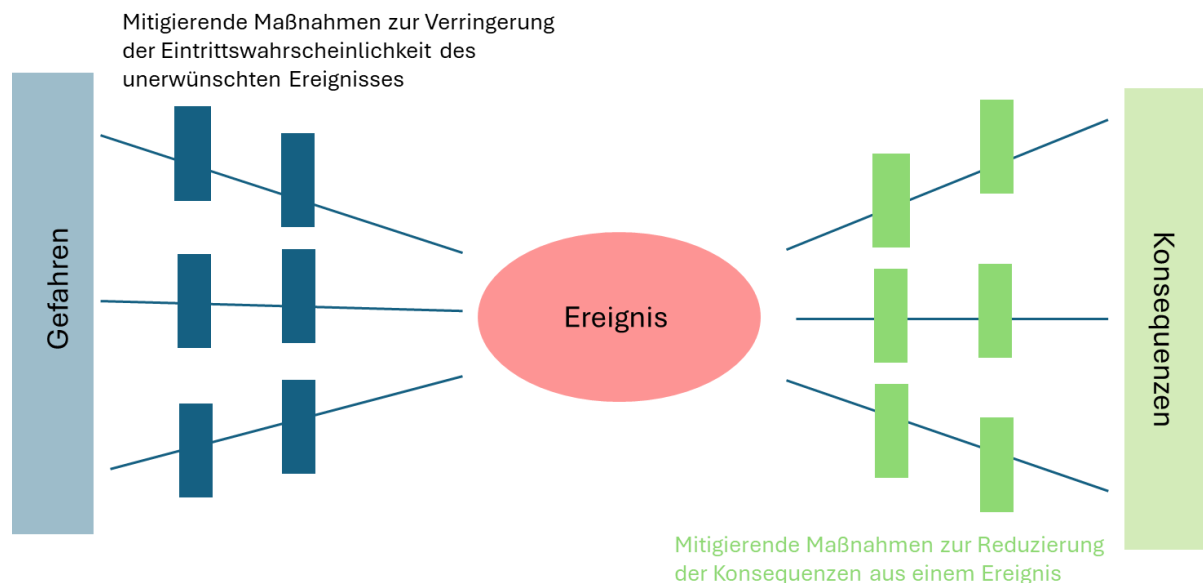 Mitigierende Maßnahmen zur Verringerung
der Eintrittswahrscheinlichkeit des
unerwünschten Ereignisses
Gefahren
Ereignis
Konsequenzen
Mitigierende Maßnahmen zur Reduzierung
der Konsequenzen aus einem Ereignis